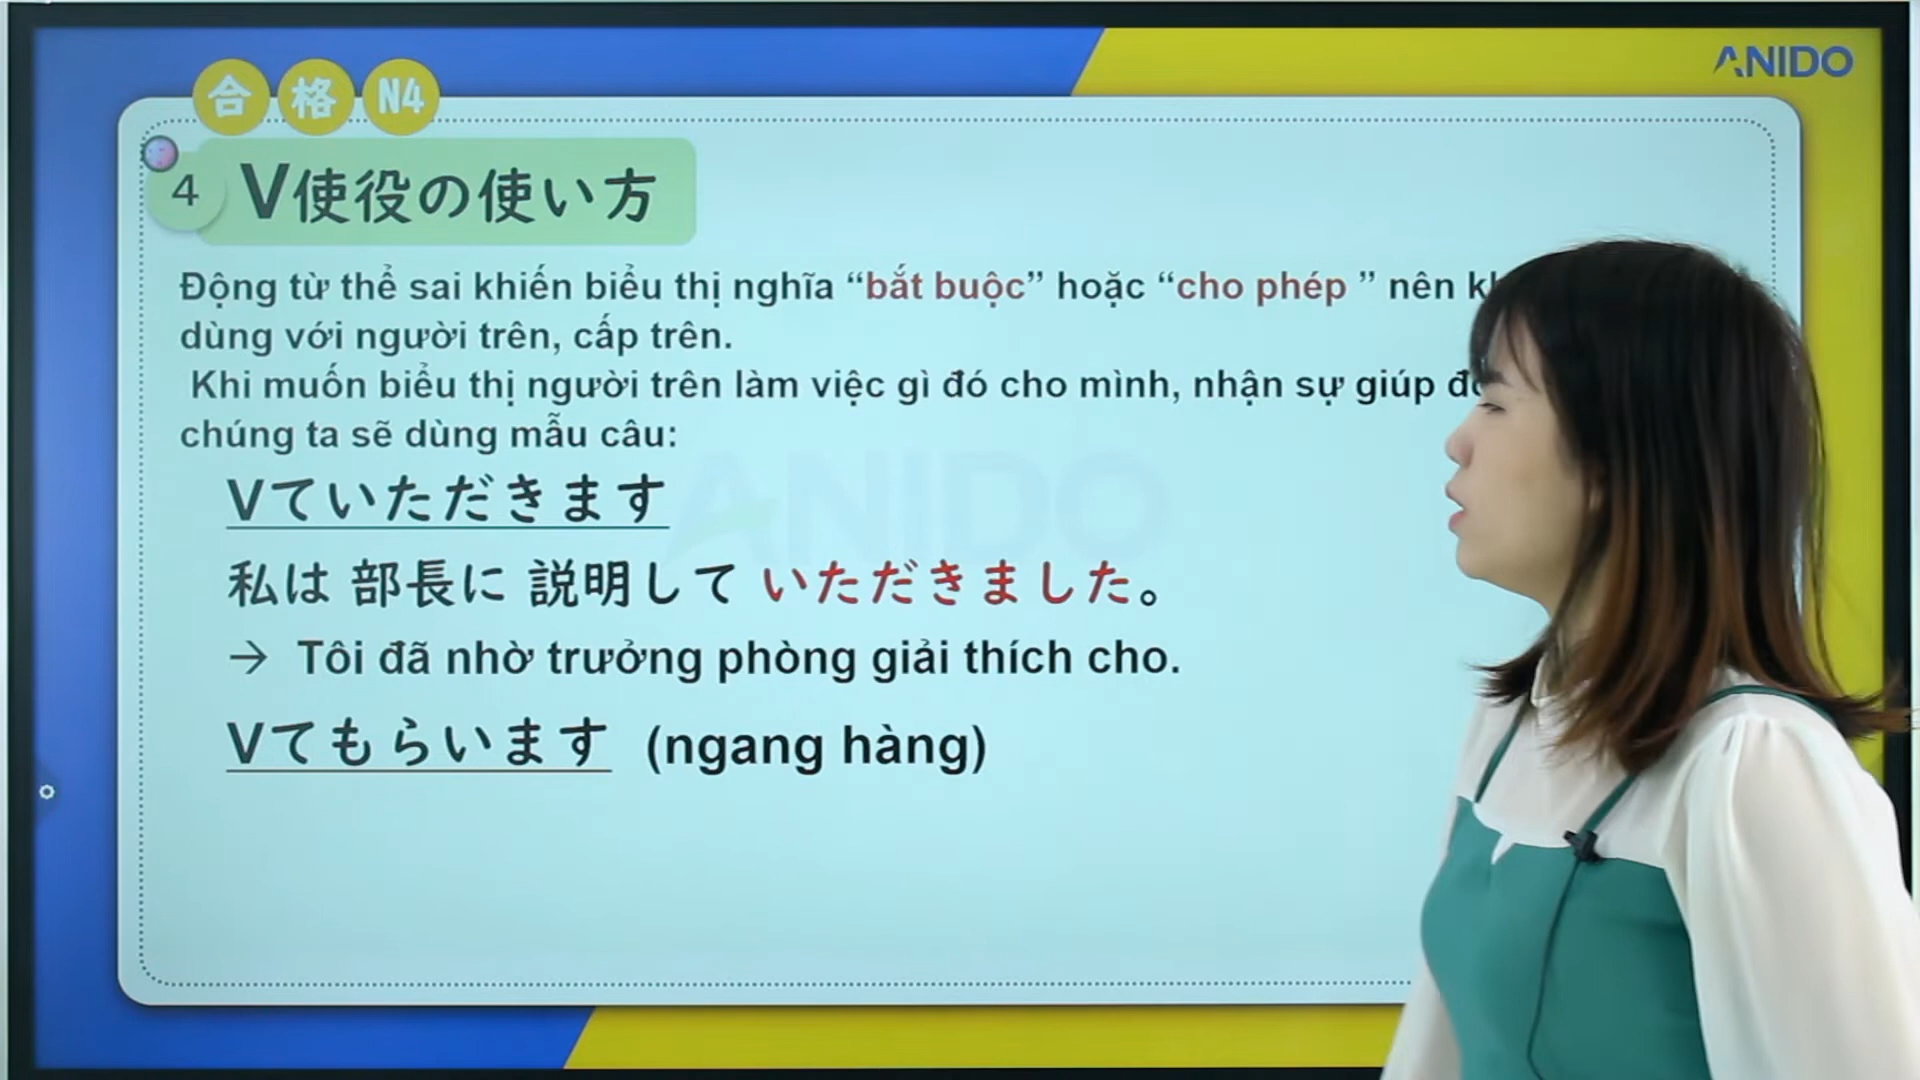 ANIDO
合格N4
4 V使役の使い方
Động từ thể sai khiến biểu thị nghĩa “bắt buộc” hoặc “cho phép ” nên
dùng với người trên, cấp trên.
Khi muốn biểu thị người trên làm việc gì đó cho mình, nhận sự giúp
chúng ta sẽ dùng mẫu câu:
ANIDO
Vていただきます
私は 部長に 説明して いただきました。
→ Tôi đã nhờ trưởng phòng giải thích cho.
Vてもらいます (ngang hàng)